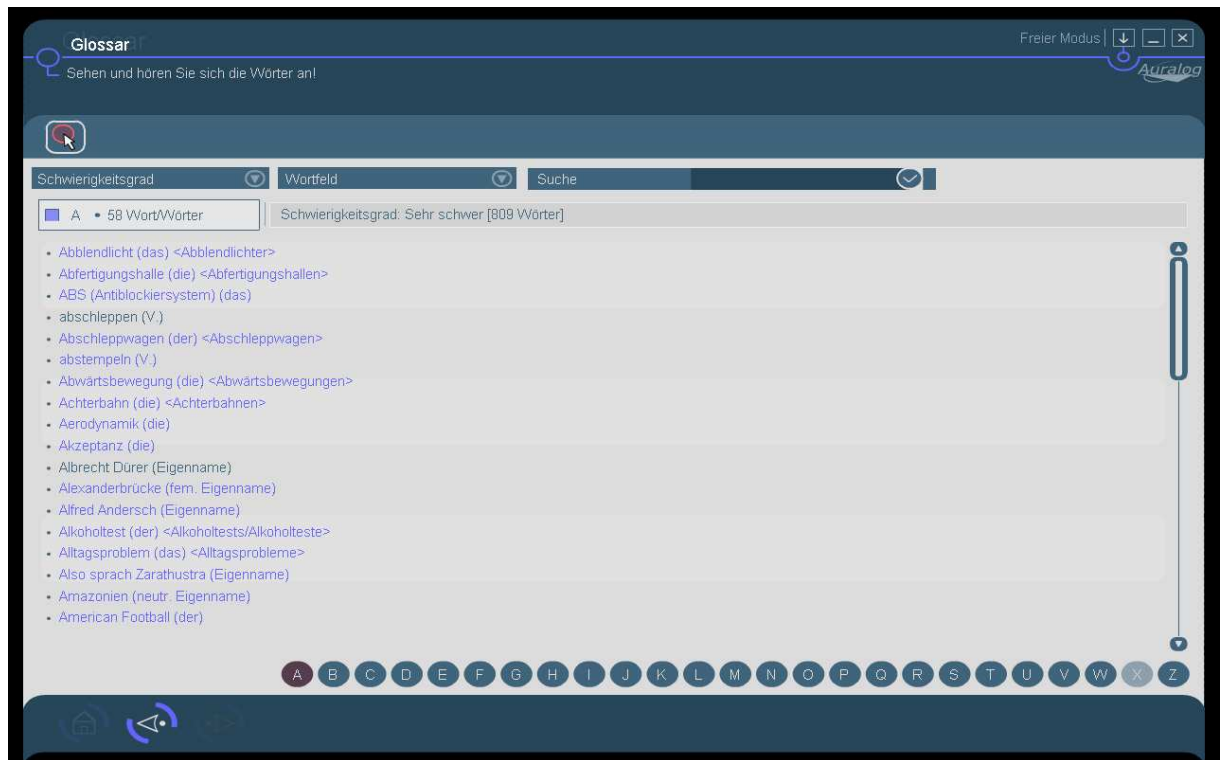 Glossar
Freier Modus
Sehen und hören Sie sich die Wörter an!
Auralog
Schwierigkeitsgrad
Wortfeld
Suche
A • 58 Wort/Wörter
Schwierigkeitsgrad: Sehr schwer [809 Wörter]
• Abblendlicht (das) <Abblendlichter>
• Abfertigungshalle (die) <Abfertigungshallen>
• ABS (Antiblockiersystem) (das)
• abschleppen (V.)
• Abschleppwagen (der) <Abschleppwagen>
• abstempeln (V.)
• Abwärtsbewegung (die) <Abwärtsbewegungen>
• Achterbahn (die) <Achterbahnen>
• Aerodynamik (die)
• Akzeptanz (die)
• Albrecht Dürer (Eigenname)
• Alexanderbrücke (fem. Eigenname)
• Alfred Andersch (Eigenname)
• Alkoholtest (der) <Alkoholtests/Alkoholteste>
• Alltagsproblem (das) <Alltagsprobleme>
• Also sprach Zarathustra (Eigenname)
• Amazonien (neutr. Eigenname)
• American Football (der)
A B C D E F G H I J K L M N O P Q R S T U V W X Z